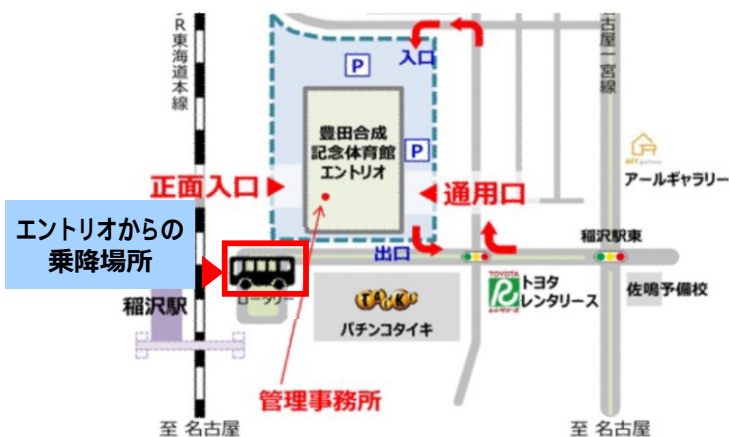 JR東海道本線
名古屋一宮線
入口
P
豊田合成
記念体育館
エントリオ
P
アールギャラリー
正面入口
通用口
エントリオからの
乗降場所
出口
稲沢駅東
稲沢駅
ロータリー
TAIKI
パチンコタイキ
TOYOTA
トヨタ
レンタリース
佐鳴予備校
管理事務所
至 名古屋
至 名古屋